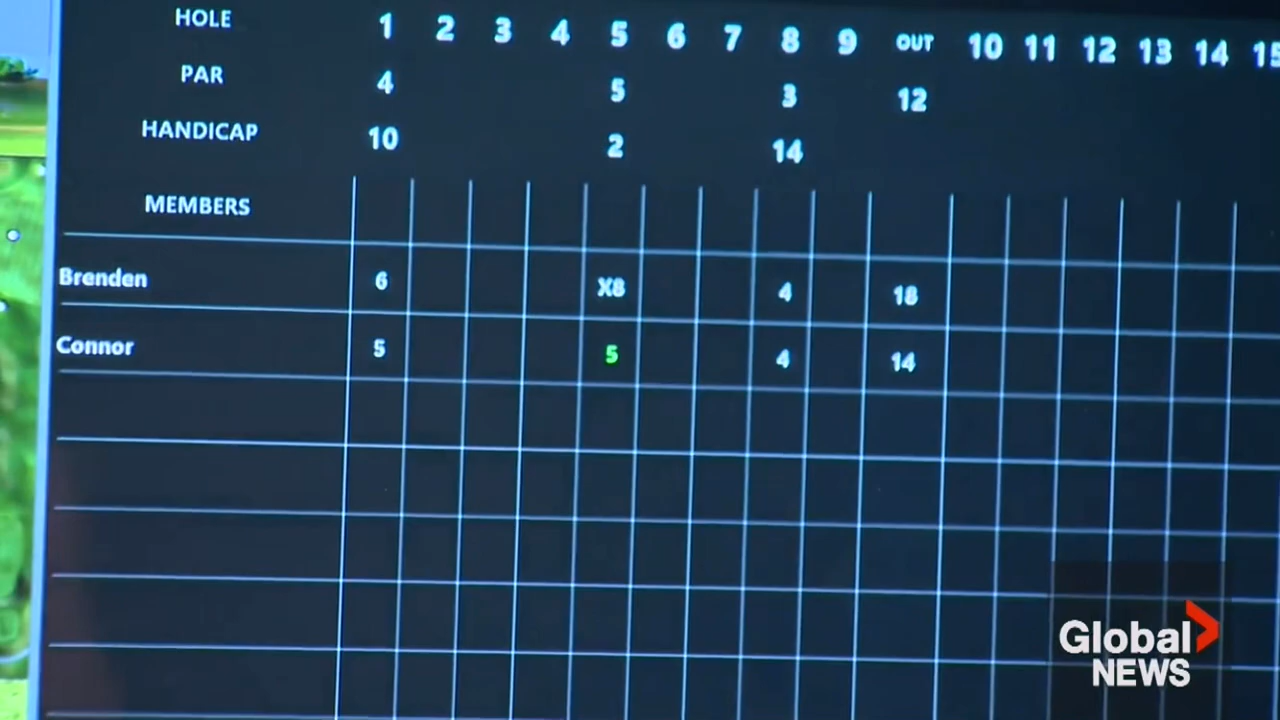 HOLE 1 2 3 4 5 6 7 8 9 OUT 10 11 12 13 14 15
PAR 4 5 3 12
HANDICAP 10 2 14
MEMBERS
Brenden 6 X8 4 18
Connor 5 5 4 14
Global
NEWS